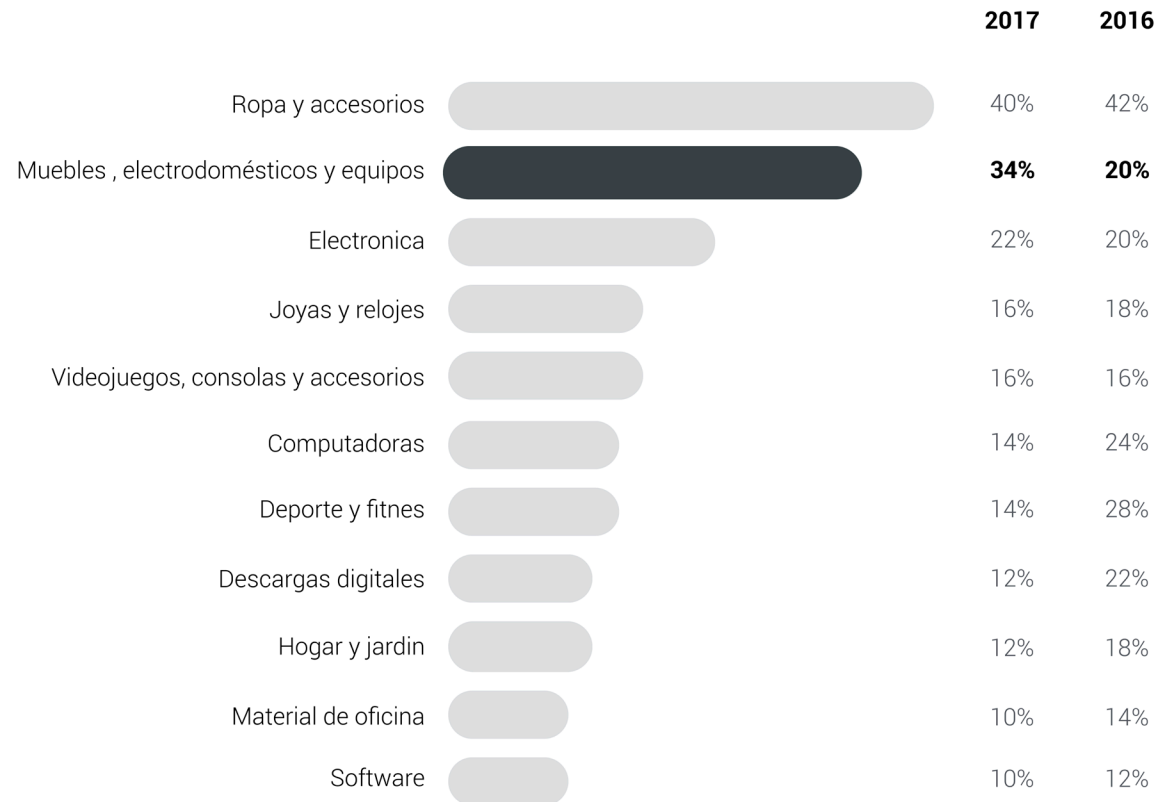 2017 2016
Ropa y accesorios 40% 42%
Muebles , electrodomésticos y equipos 34% 20%
Electronica 22% 20%
Joyas y relojes 16% 18%
Videojuegos, consolas y accesorios 16% 16%
Computadoras 14% 24%
Deporte y fitnes 14% 28%
Descargas digitales 12% 22%
Hogar y jardin 12% 18%
Material de oficina 10% 14%
Software 10% 12%